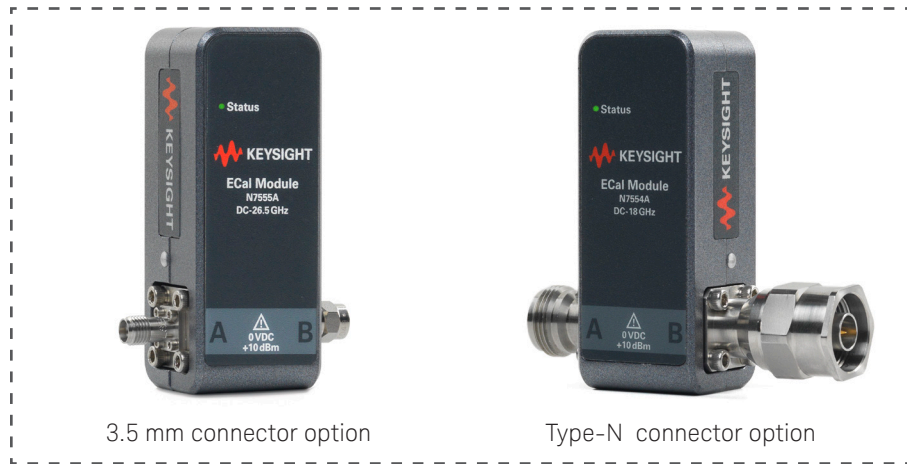 KEYSIGHT
Status
KEYSIGHT
ECal Module
N7555A
DC-26.5 GHz
A
B
0 VDC
+10 dBm
3.5 mm connector option
Status
KEYSIGHT
KEYSIGHT
ECal Module
N7554A
DC-18 GHz
A
B
0 VDC
+10 dBm
Type-N connector option